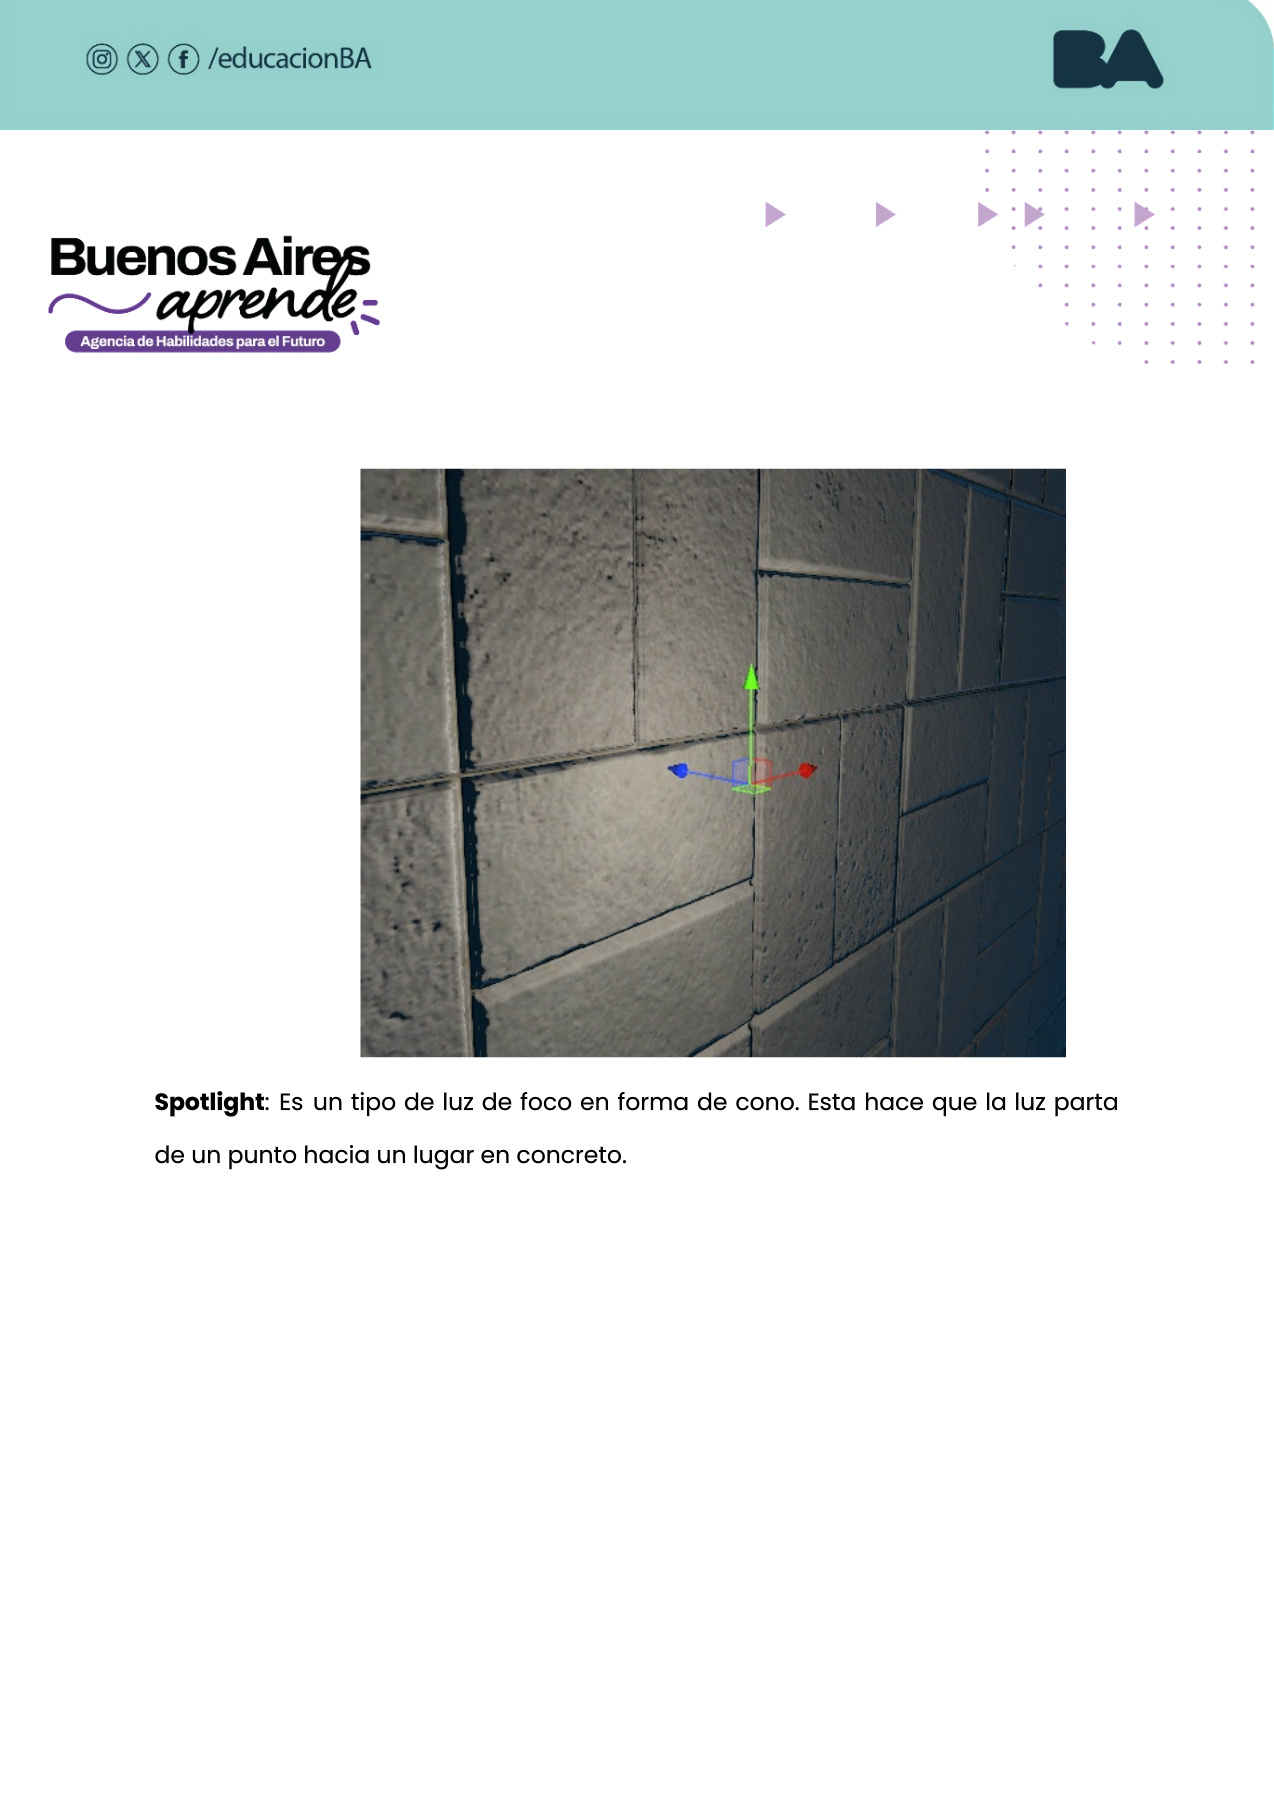 /educacionBA
BA
Buenos Aires
aprende
Agencia de Habilidades para el Futuro
Spotlight: Es un tipo de luz de foco en forma de cono. Esta hace que la luz parta
de un punto hacia un lugar en concreto.